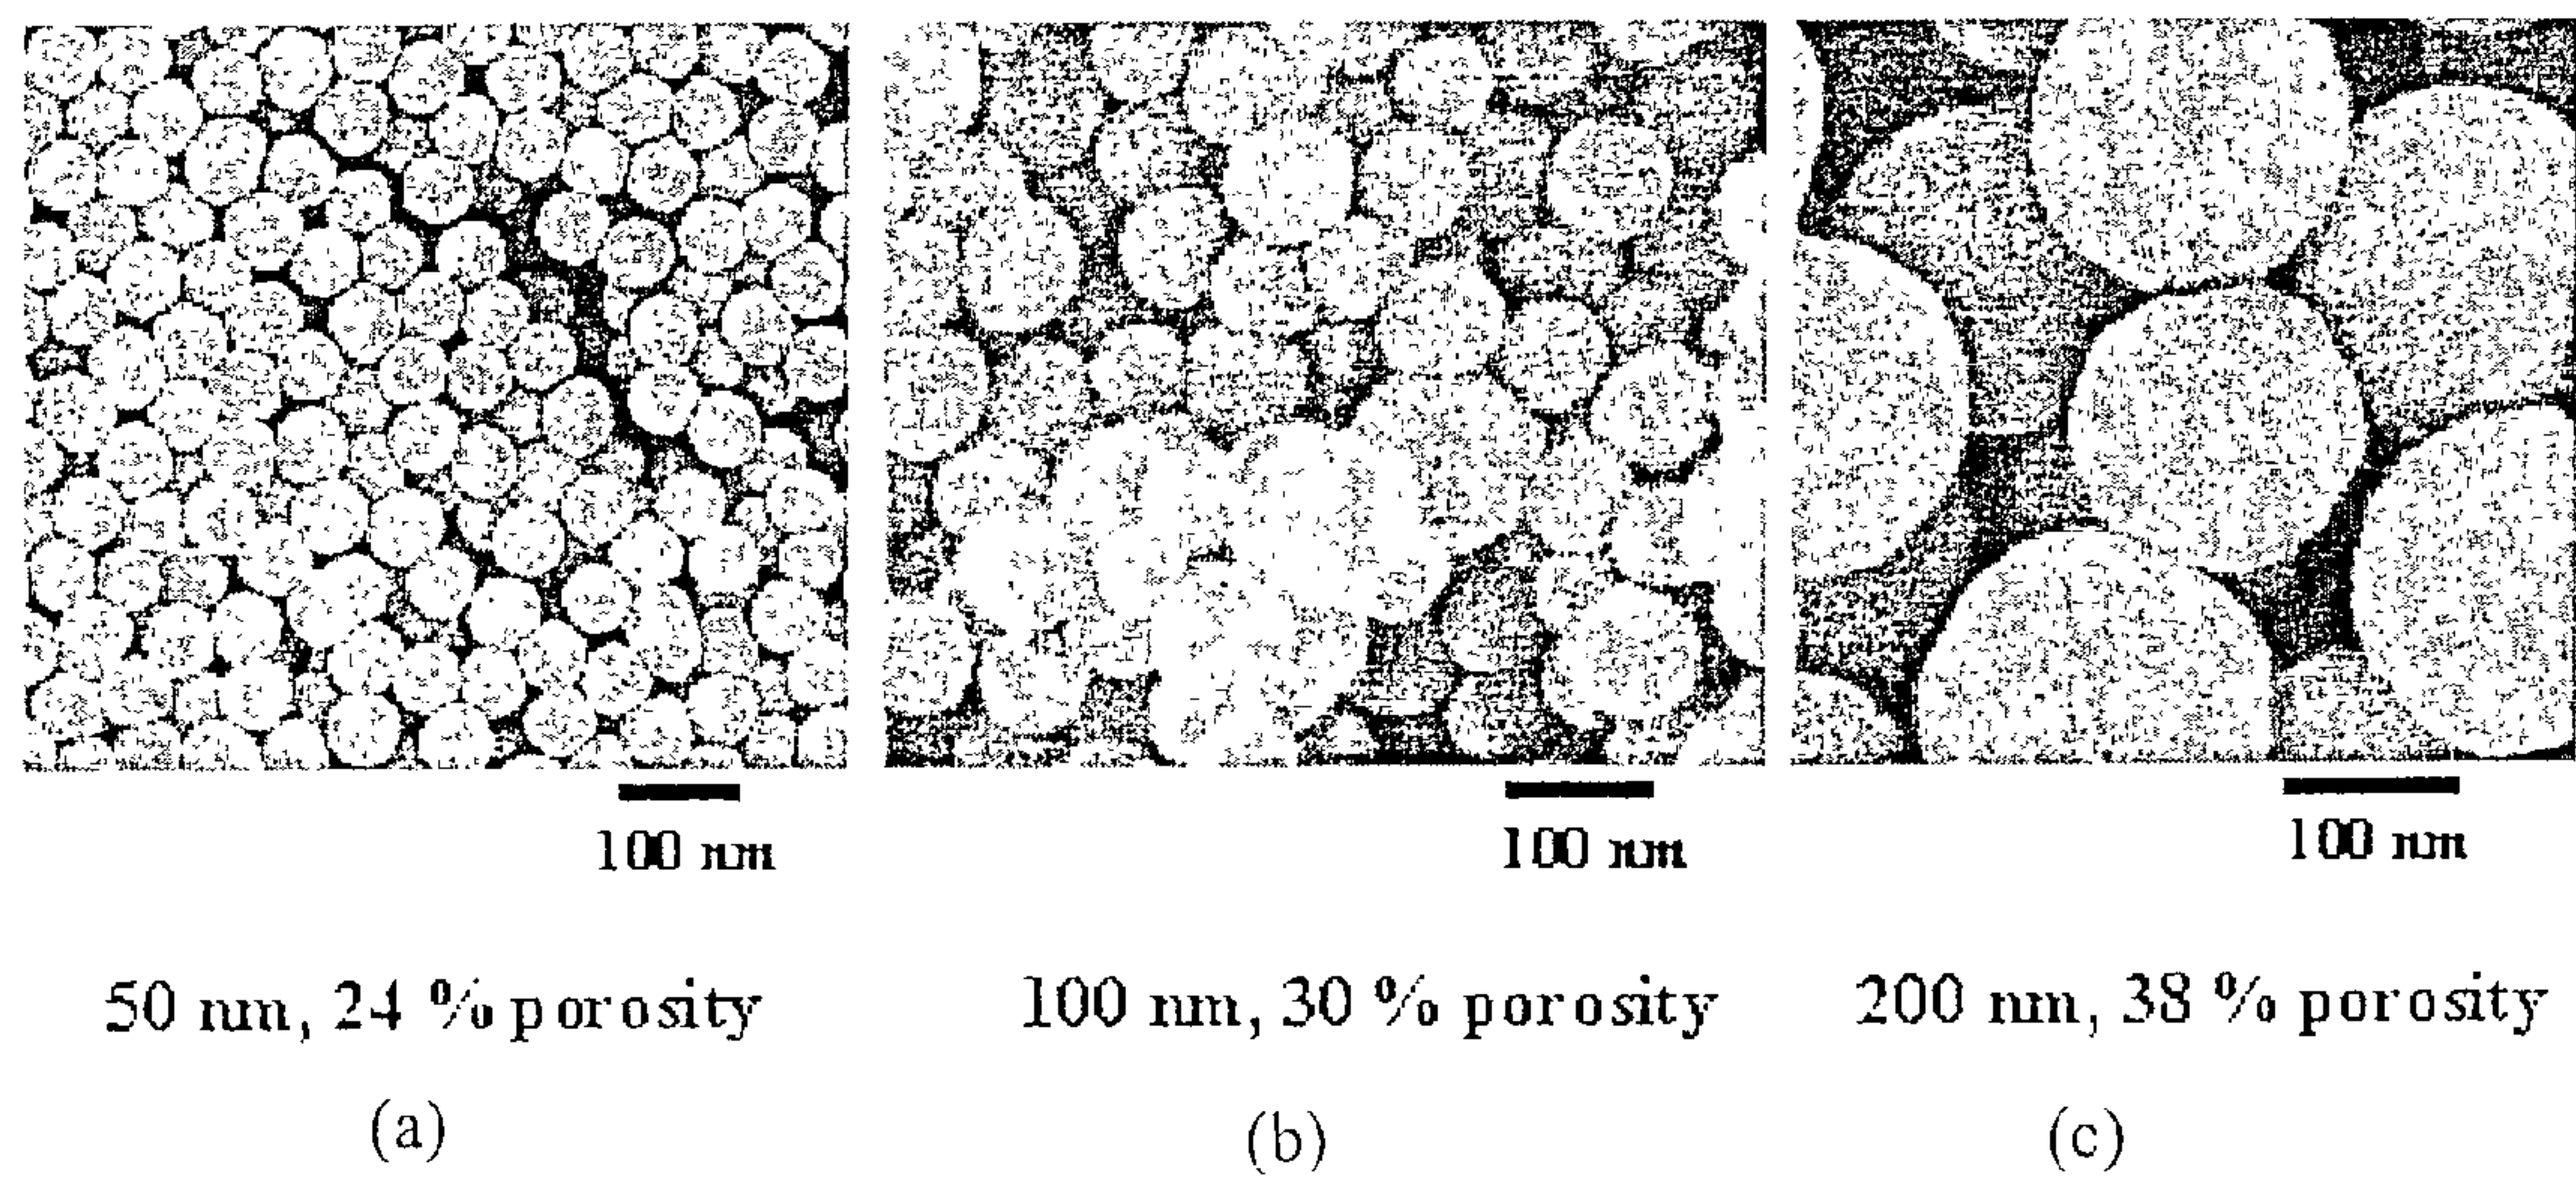 100 nm
100 nm
100 nm
50 nm, 24 % porosity
100 nm, 30 % porosity
200 nm, 38 % porosity
(a)
(b)
(c)